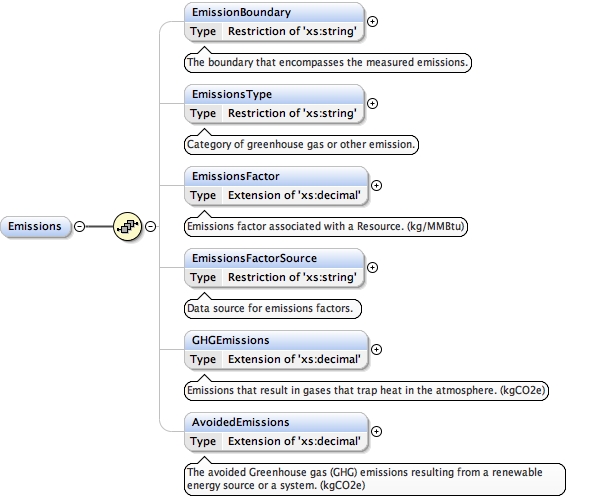 EmissionBoundary
Type Restriction of 'xs:string'
The boundary that encompasses the measured emissions.
EmissionsType
Type Restriction of 'xs:string'
Category of greenhouse gas or other emission.
EmissionsFactor
Type Extension of 'xs:decimal'
Emissions
Emissions factor associated with a Resource. (kg/MMBtu)
EmissionsFactorSource
Type Restriction of 'xs:string'
Data source for emissions factors.
GHGEmissions
Type Extension of 'xs:decimal'
Emissions that result in gases that trap heat in the atmosphere. (kgCO2e)
AvoidedEmissions
Type Extension of 'xs:decimal'
The avoided Greenhouse gas (GHG) emissions resulting from a renewable
energy source or a system. (kgCO2e)